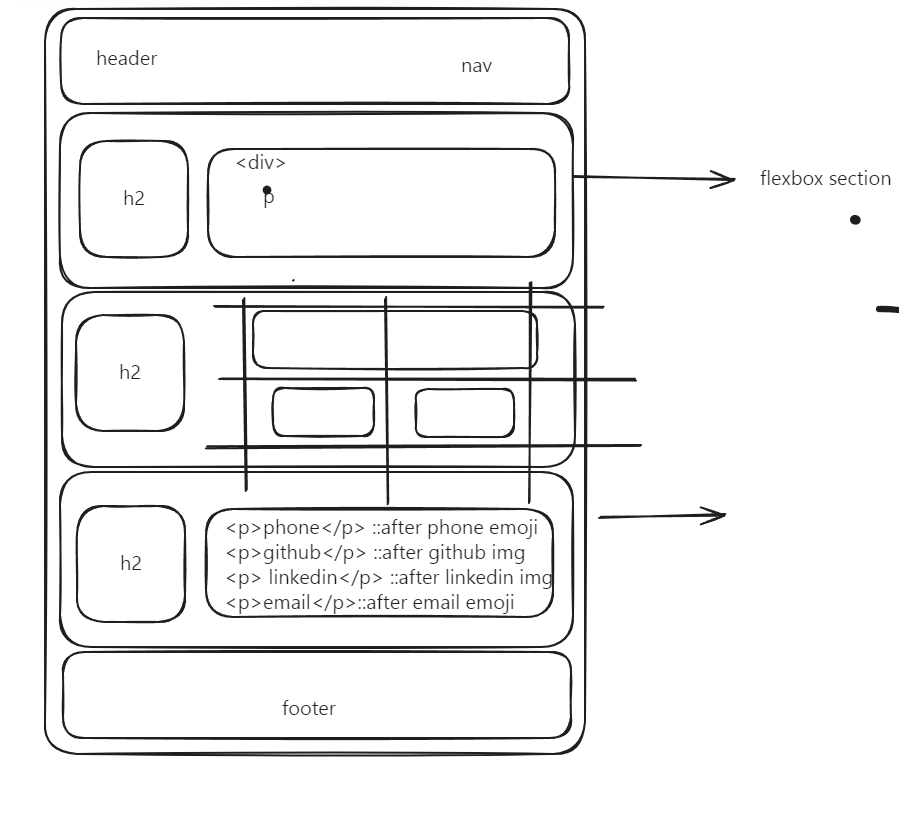 header
nav
<div>
h2
p
flexbox section
h2
<p>phone</p> ::after phone emoji
<p>github</p> ::after github img
<p> linkedin</p> ::after linkedin img
<p>email</p>::after email emoji
h2
footer